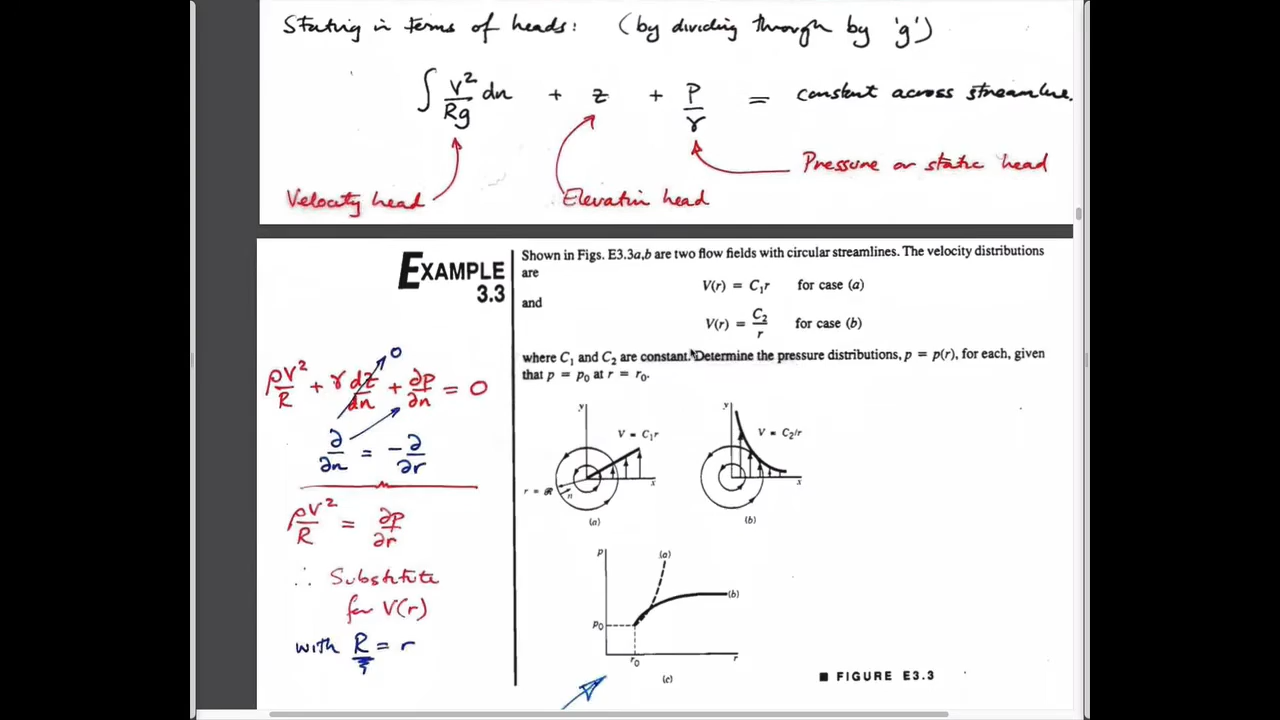 Stating in terms of heads: (by dividing through by 'g')
∫ V²/Rg dn + z + P/γ = constant across streamline.
Pressure or static head
Velocity head
Elevation head
EXAMPLE
3.3
Shown in Figs. E3.3a,b are two flow fields with circular streamlines. The velocity distributions
are
V(r) = C₁r for case (a)
and
V(r) = C₂/r for case (b)
where C₁ and C₂ are constant. Determine the pressure distributions, p = p(r), for each, given
that p = p₀ at r = r₀.
ρV²/R + γ dz/dn + ∂p/∂n = 0
0
∂/∂n = -∂/∂r
ρV²/R = ∂p/∂r
∴ Substitute
for V(r)
with R = r
y
V = C₁r
x
r =
n
(a)
y
V = C₂/r
x
(b)
p
(a)
(b)
p₀
r₀
r
(c)
■ FIGURE E3.3